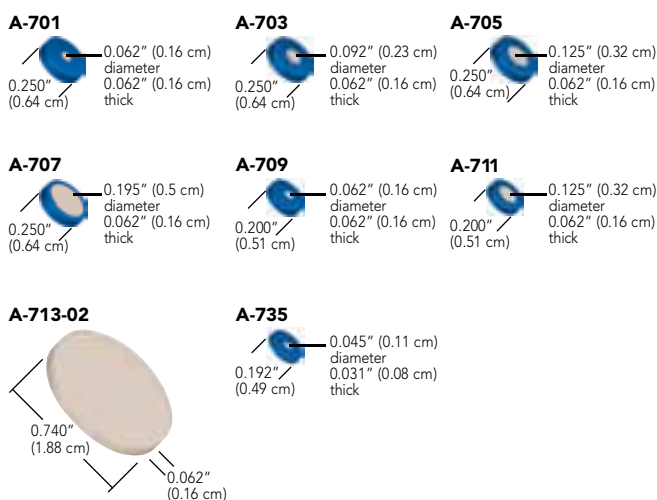 A-701
0.062" (0.16 cm)
diameter
0.062" (0.16 cm)
thick
0.250"
(0.64 cm)
A-703
0.092" (0.23 cm)
diameter
0.062" (0.16 cm)
thick
0.250"
(0.64 cm)
A-705
0.125" (0.32 cm)
diameter
0.062" (0.16 cm)
thick
0.250"
(0.64 cm)
A-707
0.195" (0.5 cm)
diameter
0.062" (0.16 cm)
thick
0.250"
(0.64 cm)
A-709
0.062" (0.16 cm)
diameter
0.062" (0.16 cm)
thick
0.200"
(0.51 cm)
A-711
0.125" (0.32 cm)
diameter
0.062" (0.16 cm)
thick
0.200"
(0.51 cm)
A-713-02
0.740"
(1.88 cm)
0.062"
(0.16 cm)
A-735
0.045" (0.11 cm)
diameter
0.031" (0.08 cm)
thick
0.192"
(0.49 cm)